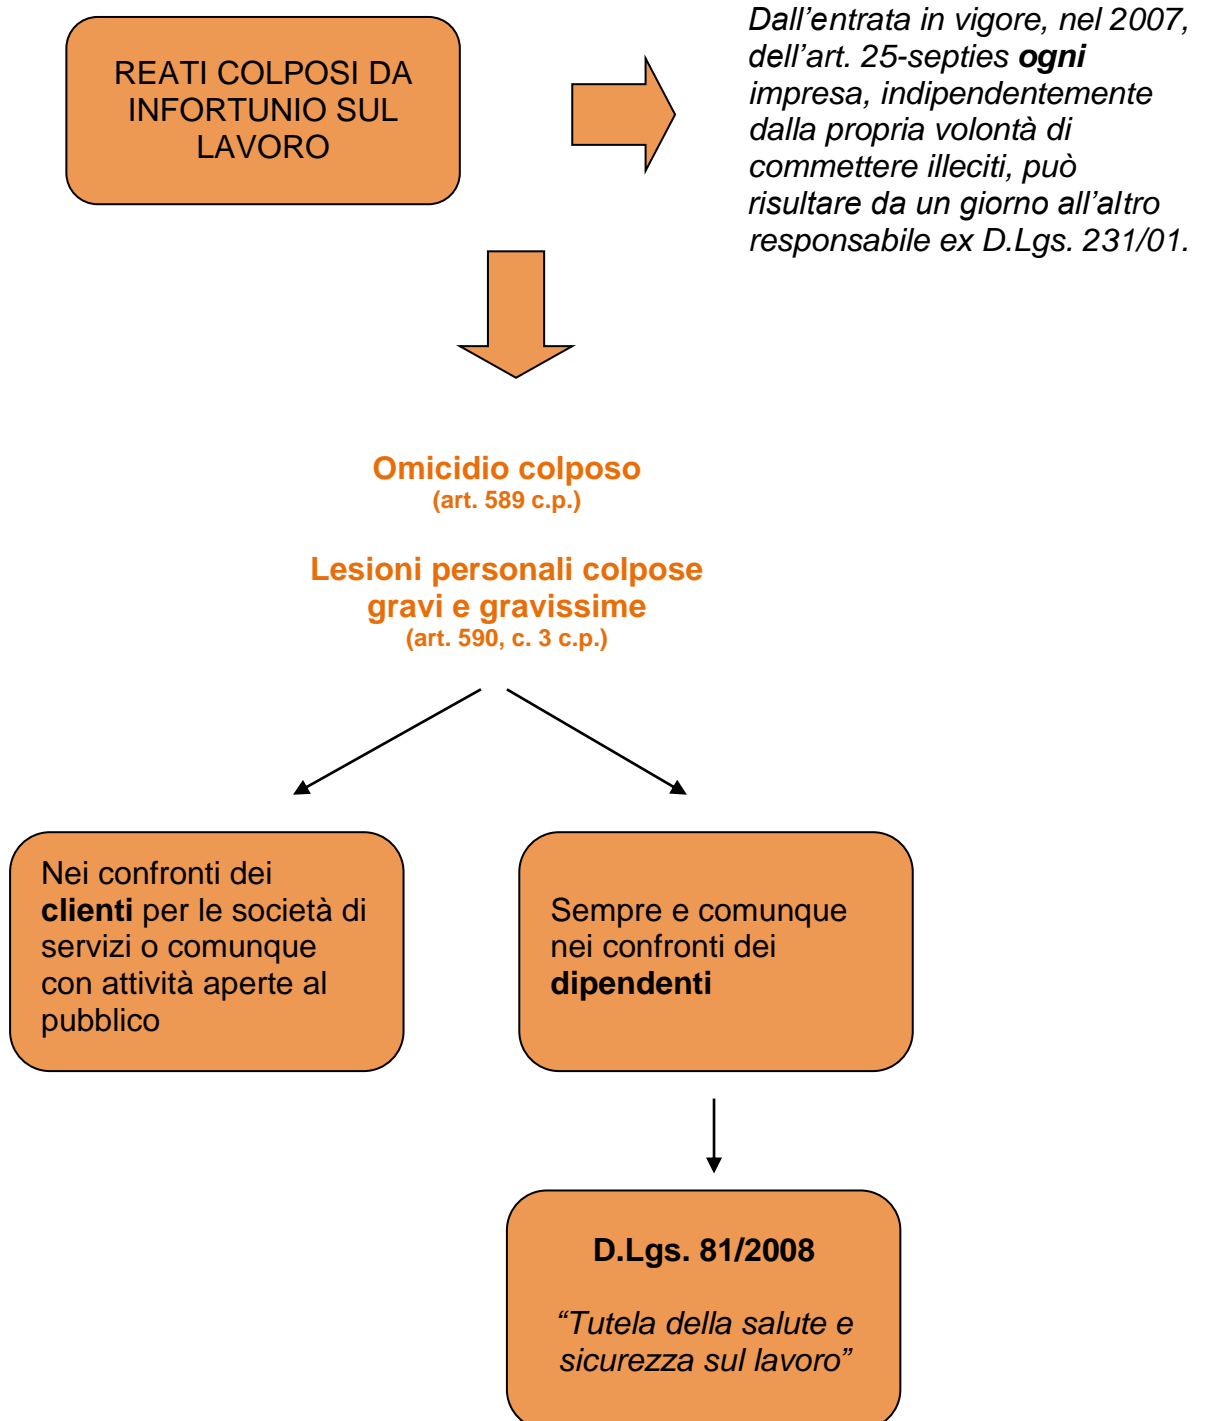 REATI COLPOSI DA
INFORTUNIO SUL
LAVORO
Dall’entrata in vigore, nel 2007,
dell’art. 25-septies ogni
impresa, indipendentemente
dalla propria volontà di
commettere illeciti, può
risultare da un giorno all’altro
responsabile ex D.Lgs. 231/01.
Omicidio colposo
(art. 589 c.p.)
Lesioni personali colpose
gravi e gravissime
(art. 590, c. 3 c.p.)
Nei confronti dei
clienti per le società di
servizi o comunque
con attività aperte al
pubblico
Sempre e comunque
nei confronti dei
dipendenti
D.Lgs. 81/2008
“Tutela della salute e
sicurezza sul lavoro”